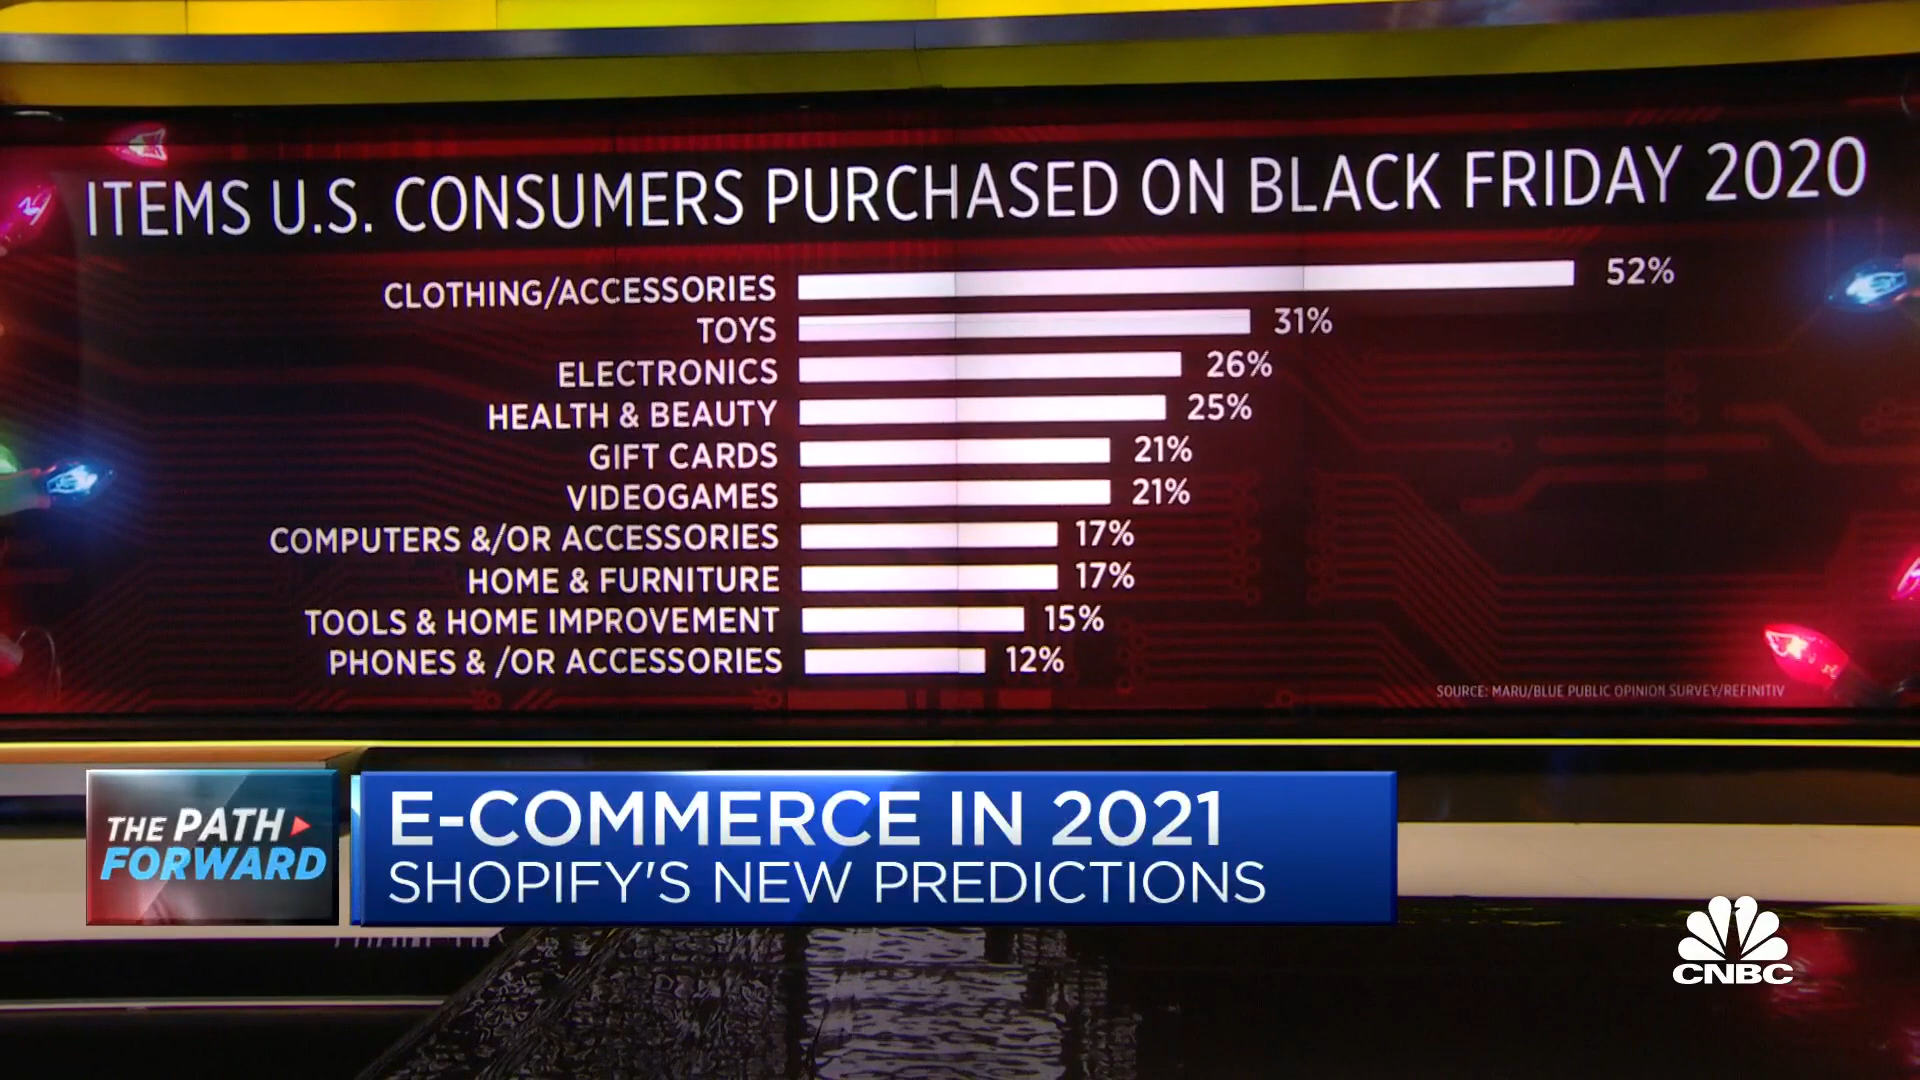 ITEMS U.S. CONSUMERS PURCHASED ON BLACK FRIDAY 2020
CLOTHING/ACCESSORIES 52%
TOYS 31%
ELECTRONICS 26%
HEALTH & BEAUTY 25%
GIFT CARDS 21%
VIDEOGAMES 21%
COMPUTERS &/OR ACCESSORIES 17%
HOME & FURNITURE 17%
TOOLS & HOME IMPROVEMENT 15%
PHONES & /OR ACCESSORIES 12%
SOURCE: MARU/BLUE PUBLIC OPINION SURVEY/REFINITIV
THE PATH
FORWARD
E-COMMERCE IN 2021
SHOPIFY'S NEW PREDICTIONS
CNBC